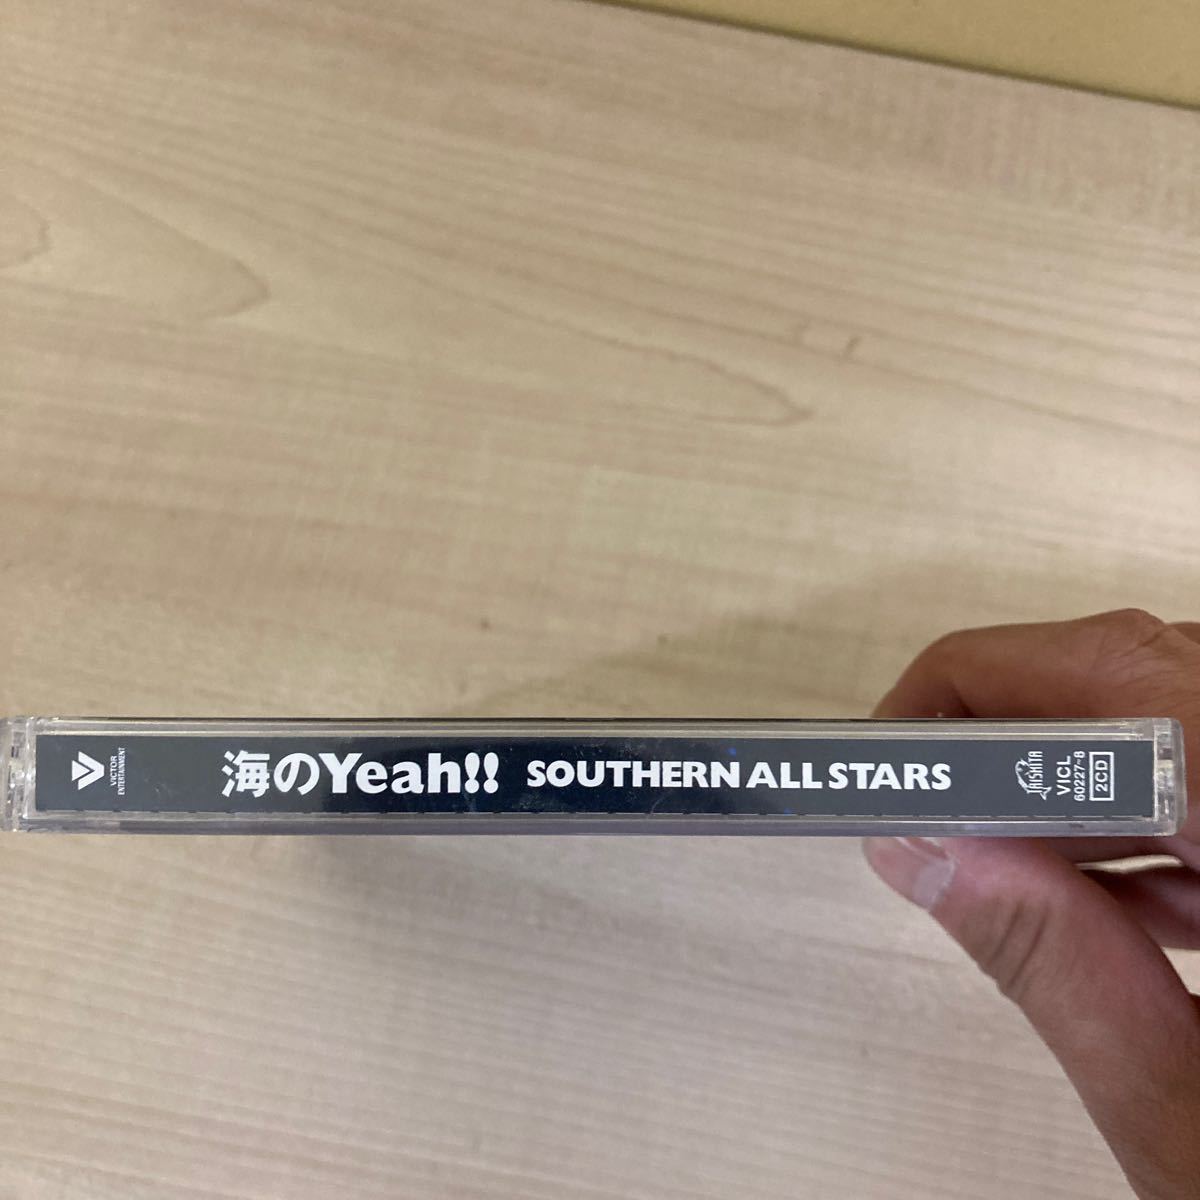 VICTOR
ENTERTAINMENT
海のYeah!! SOUTHERN ALL STARS
TAISHITA
VICL
60227~8
2CD